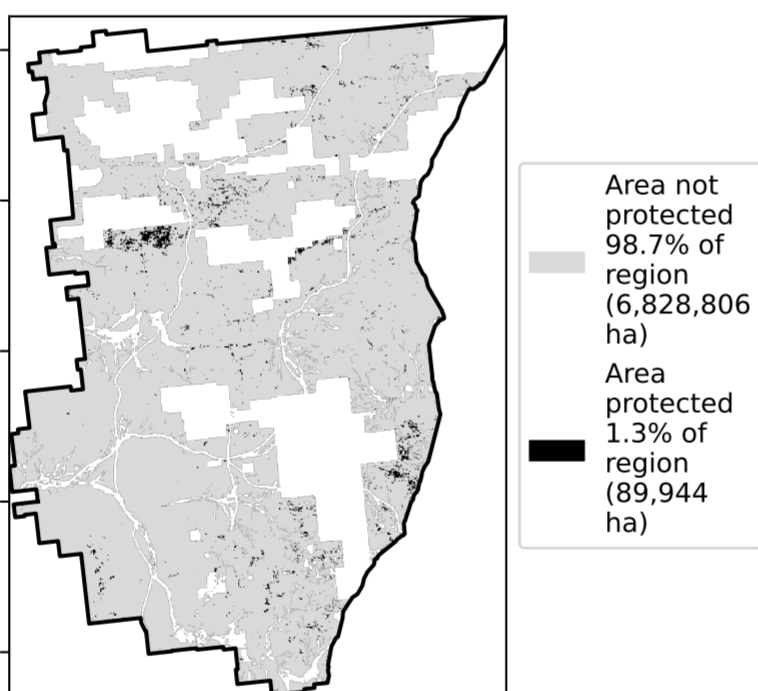 Area not
protected
98.7% of
region
(6,828,806
ha)
Area
protected
1.3% of
region
(89,944
ha)